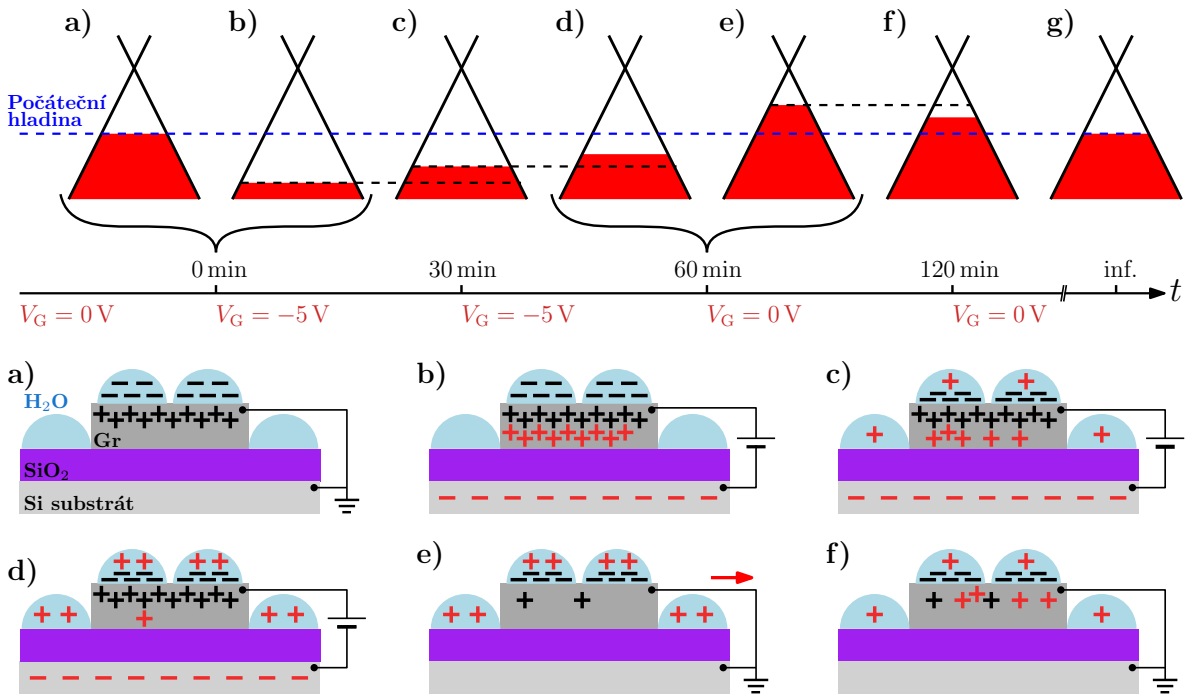 a) b) c) d) e) f) g)
Počáteční
hladina
0 min 30 min 60 min 120 min inf.
t
V_G = 0 V V_G = −5 V V_G = −5 V V_G = 0 V V_G = 0 V
a) b) c)
H₂O
Gr
SiO₂
Si substrát
d) e) f)